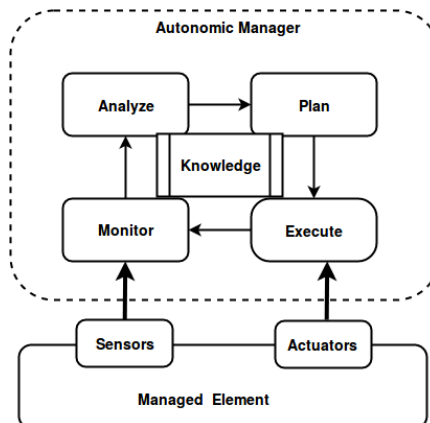 Autonomic Manager
Analyze
Plan
Knowledge
Monitor
Execute
Sensors
Actuators
Managed Element